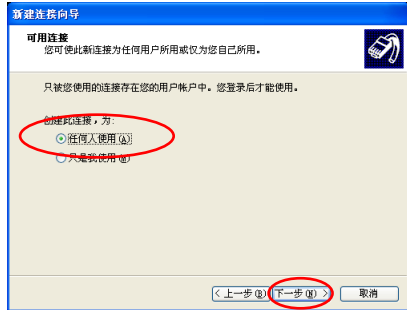 新建连接向导
可用连接
您可使此新连接为任何用户所用或仅为您自己所用。
只被您使用的连接存在您的用户帐户中。您登录后才能使用。
创建此连接，为:
任何人使用(A)
只是我使用(M)
< 上一步(B)
下一步(N) >
取消